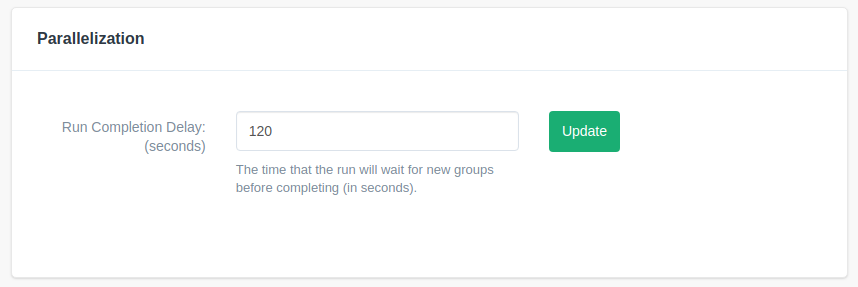 Parallelization
Run Completion Delay:
(seconds)
120
Update
The time that the run will wait for new groups
before completing (in seconds).